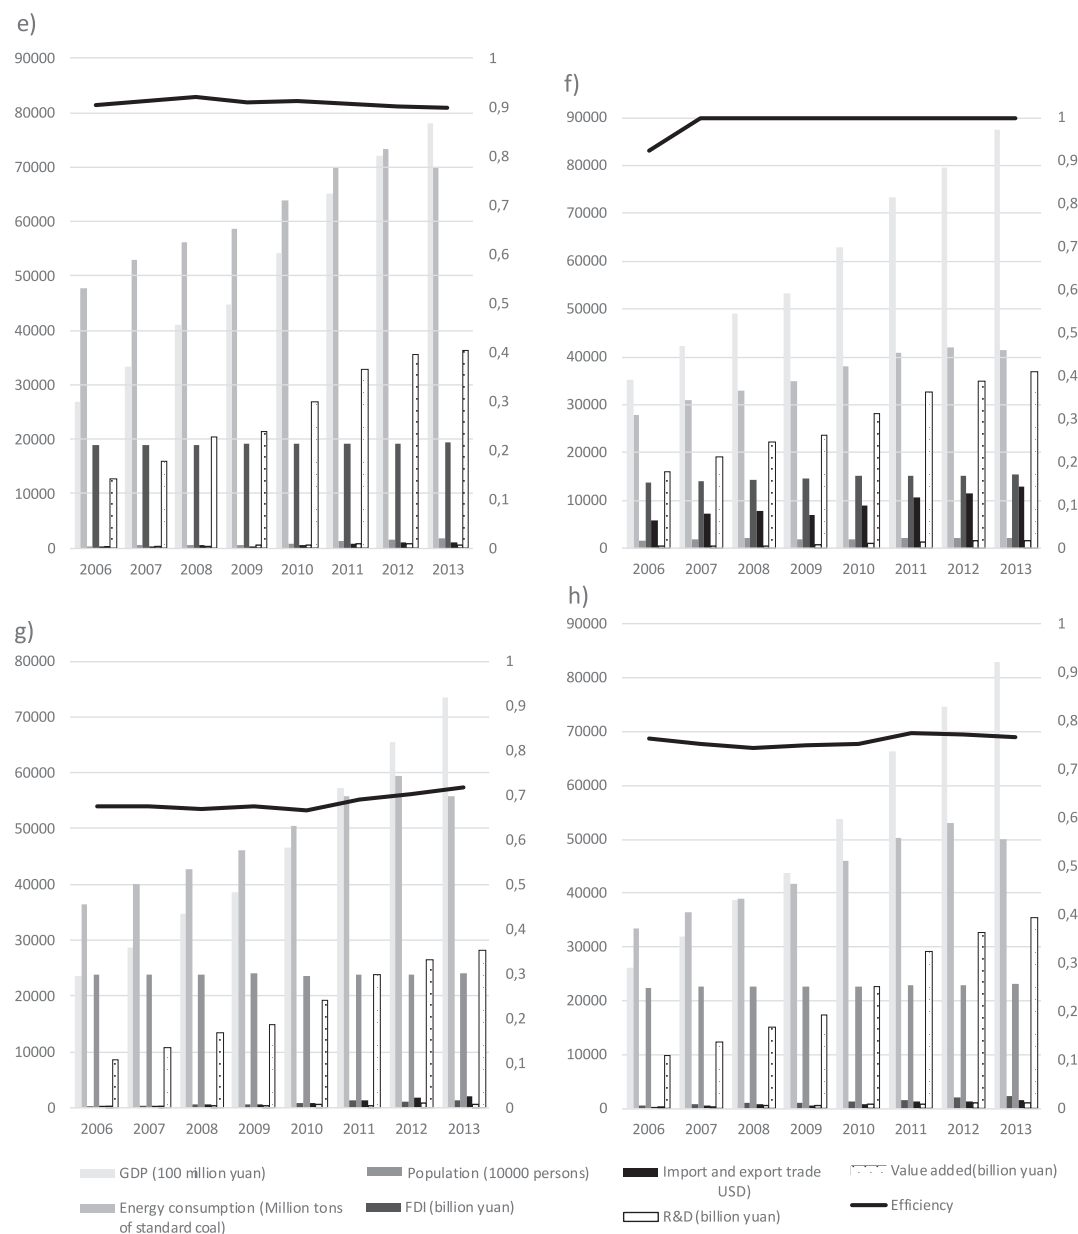 e)
90000 1
80000 0,9
70000 0,8
60000 0,7
50000 0,6
40000 0,5
30000 0,4
20000 0,3
10000 0,2
0 0,1
0
2006 2007 2008 2009 2010 2011 2012 2013
f)
90000 1
80000 0,9
70000 0,8
60000 0,7
50000 0,6
40000 0,5
30000 0,4
20000 0,3
10000 0,2
0 0,1
0
2006 2007 2008 2009 2010 2011 2012 2013
g)
80000 1
70000 0,9
60000 0,8
50000 0,7
40000 0,6
30000 0,5
20000 0,4
10000 0,3
0 0,2
0,1
0
2006 2007 2008 2009 2010 2011 2012 2013
h)
90000 1
80000 0,9
70000 0,8
60000 0,7
50000 0,6
40000 0,5
30000 0,4
20000 0,3
10000 0,2
0 0,1
0
2006 2007 2008 2009 2010 2011 2012 2013
GDP (100 million yuan)
Population (10000 persons)
Import and export trade
USD)
Value added(billion yuan)
Energy consumption (Million tons
of standard coal)
FDI (billion yuan)
R&D (billion yuan)
Efficiency